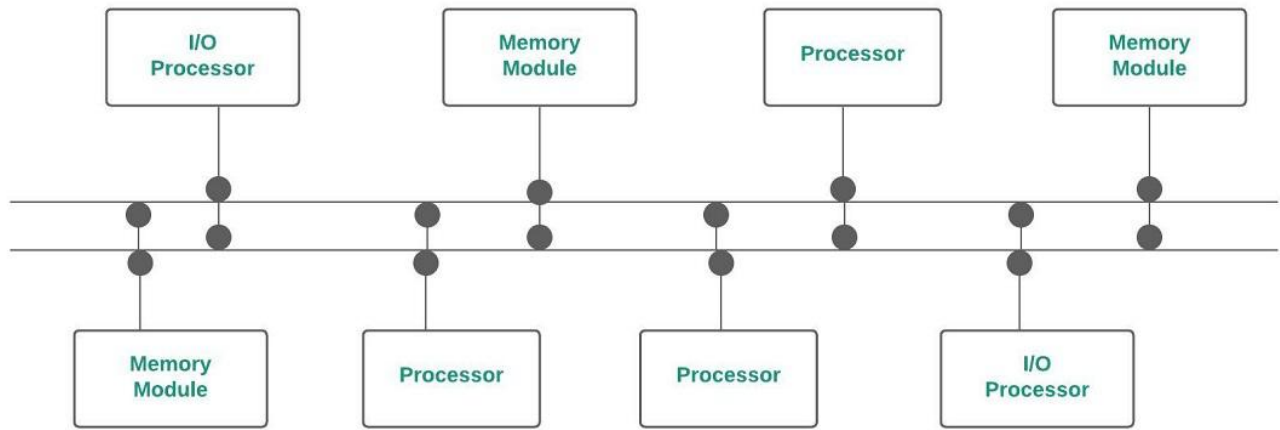 I/O
Processor
Memory
Module
Processor
Memory
Module
Memory
Module
Processor
Processor
I/O
Processor